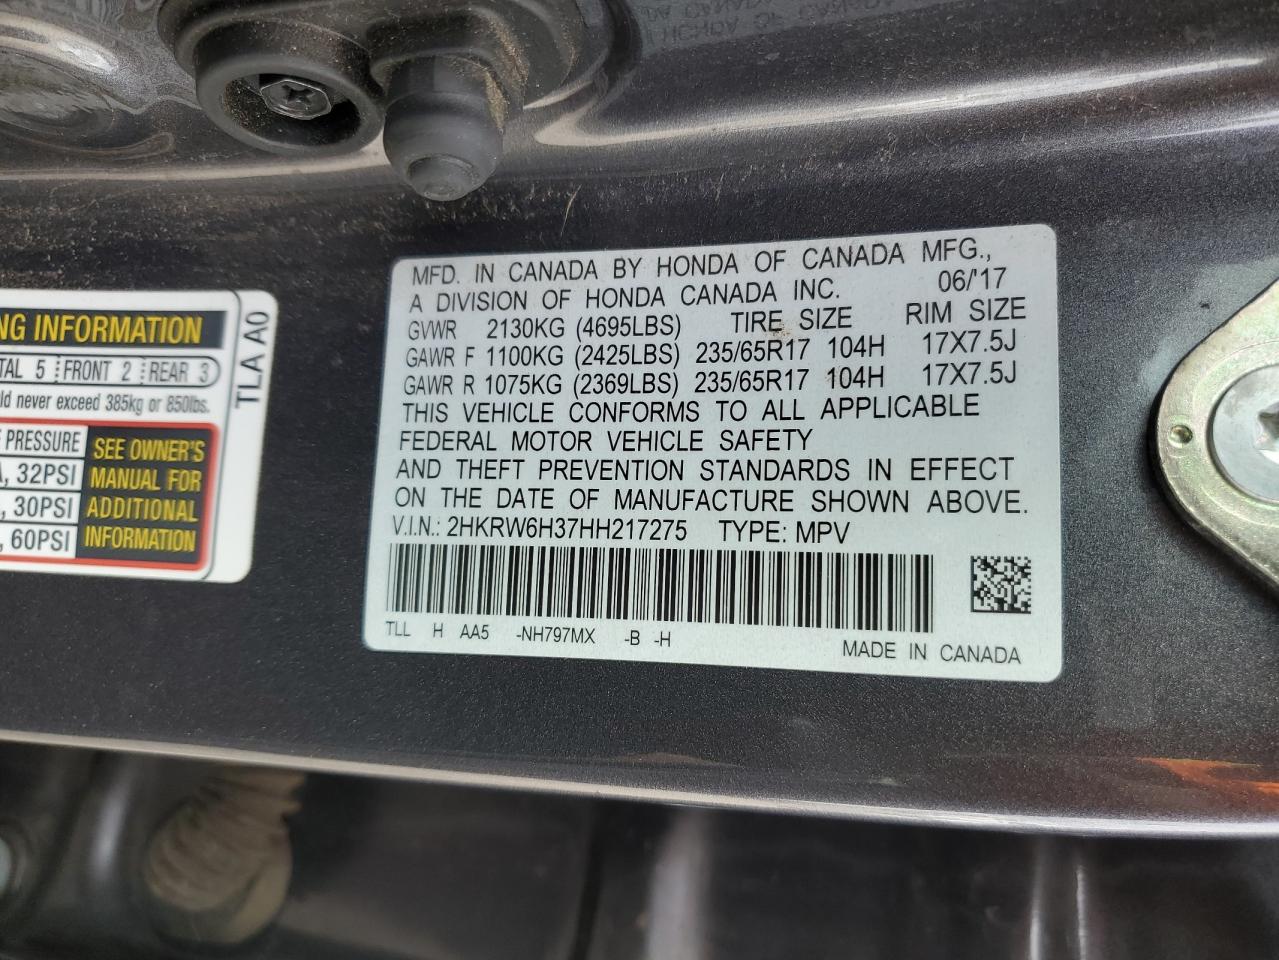 NG INFORMATION
TLA A0
TAL 5 FRONT 2 REAR 3
never exceed 385kg or 850lbs.
PRESSURE
32PSI
30PSI
60PSI
SEE OWNER'S
MANUAL FOR
ADDITIONAL
INFORMATION
MFD. IN CANADA BY HONDA OF CANADA MFG.,
A DIVISION OF HONDA CANADA INC. 06/'17
GVWR 2130KG (4695LBS) TIRE SIZE RIM SIZE
GAWR F 1100KG (2425LBS) 235/65R17 104H 17X7.5J
GAWR R 1075KG (2369LBS) 235/65R17 104H 17X7.5J
THIS VEHICLE CONFORMS TO ALL APPLICABLE
FEDERAL MOTOR VEHICLE SAFETY
AND THEFT PREVENTION STANDARDS IN EFFECT
ON THE DATE OF MANUFACTURE SHOWN ABOVE.
V.I.N.: 2HKRW6H37HH217275 TYPE: MPV
TLL H AA5 -NH797MX -B -H
MADE IN CANADA